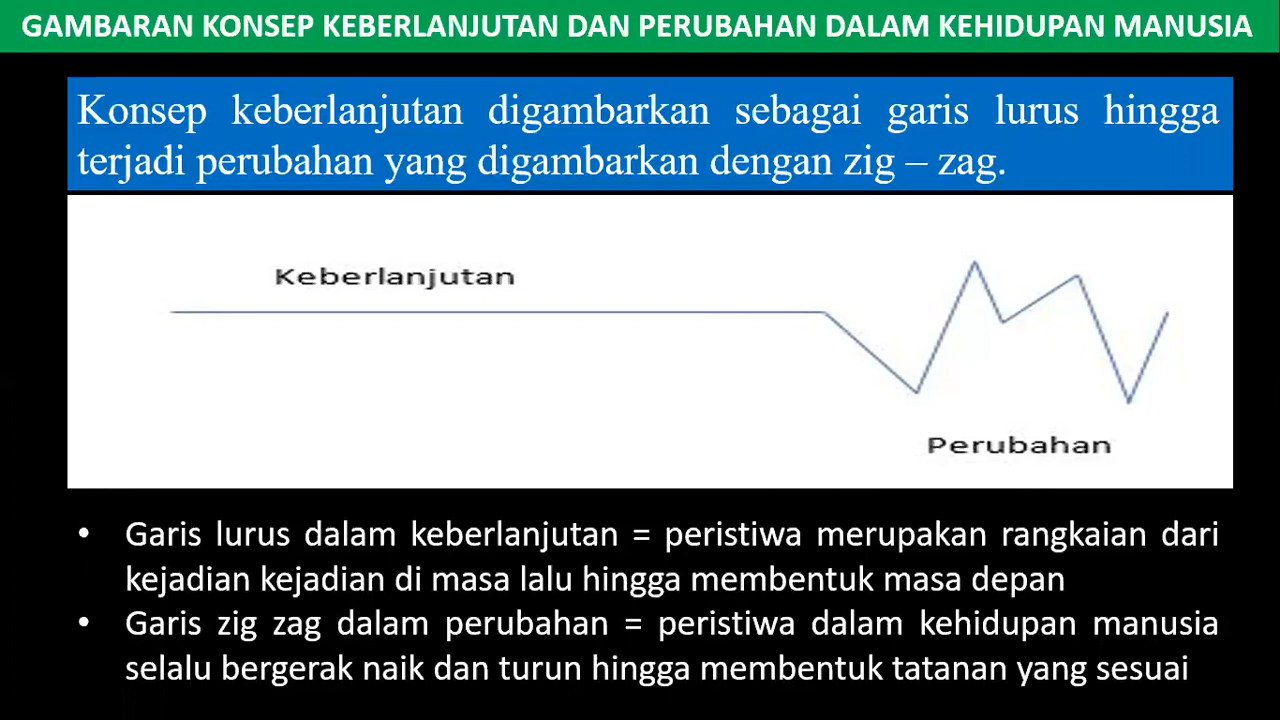 GAMBARAN KONSEP KEBERLANJUTAN DAN PERUBAHAN DALAM KEHIDUPAN MANUSIA
Konsep keberlanjutan digambarkan sebagai garis lurus hingga
terjadi perubahan yang digambarkan dengan zig – zag.
Keberlanjutan
Perubahan
• Garis lurus dalam keberlanjutan = peristiwa merupakan rangkaian dari
kejadian kejadian di masa lalu hingga membentuk masa depan
• Garis zig zag dalam perubahan = peristiwa dalam kehidupan manusia
selalu bergerak naik dan turun hingga membentuk tatanan yang sesuai